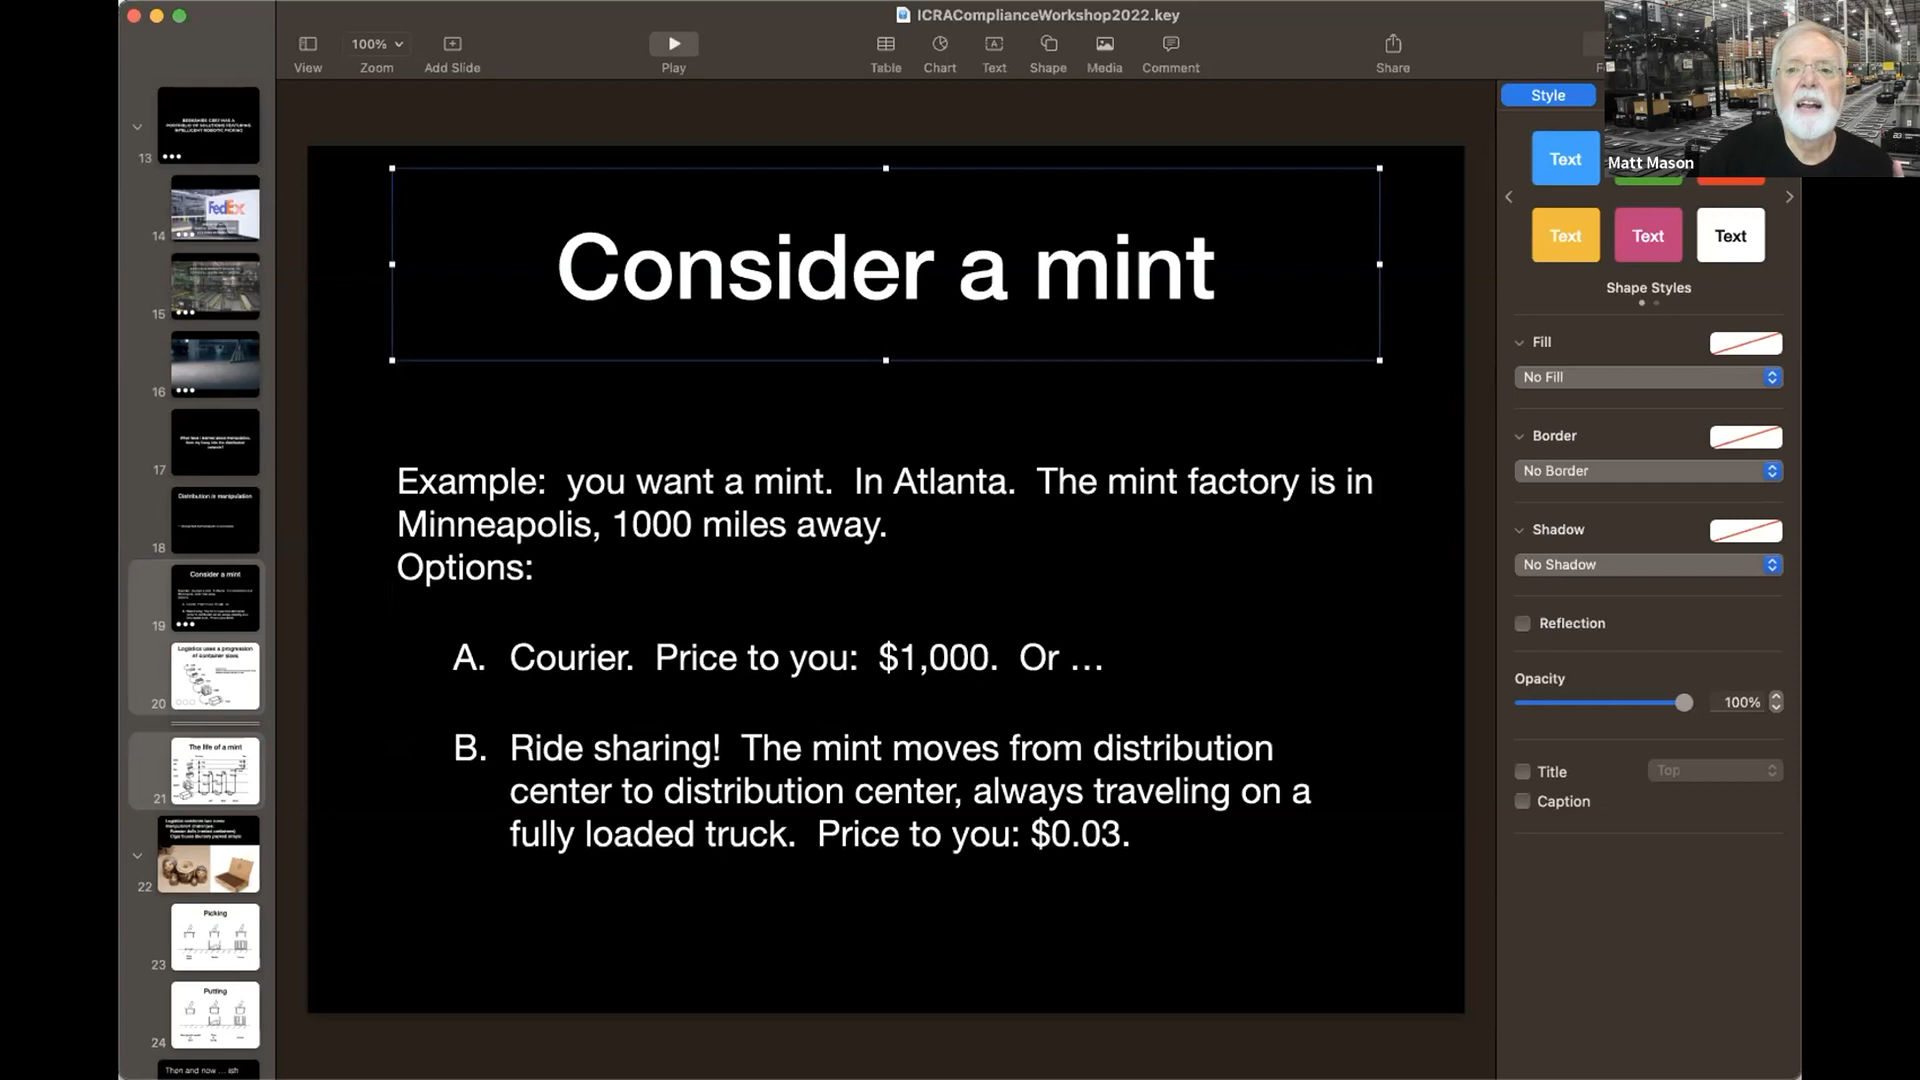 ICRAComplianceWorkshop2022.key
100%
View
Zoom
Add Slide
Play
Table
Chart
Text
Shape
Media
Comment
Share
Style
Matt Mason
13
14
FedEx
15
16
17
18
Distribution is manipulation
19
Consider a mint
20
Logistics uses a progression
of container sizes
21
The life of a mint
22
23
Picking
24
Putting
Then and now ... ish
Consider a mint
Example:  you want a mint.  In Atlanta.  The mint factory is in
Minneapolis, 1000 miles away.
Options:
A. Courier.  Price to you:  $1,000.  Or …
B. Ride sharing!  The mint moves from distribution
center to distribution center, always traveling on a
fully loaded truck.  Price to you: $0.03.
Text
Text
Text
Text
Shape Styles
Fill
No Fill
Border
No Border
Shadow
No Shadow
Reflection
Opacity
100%
Title
Top
Caption